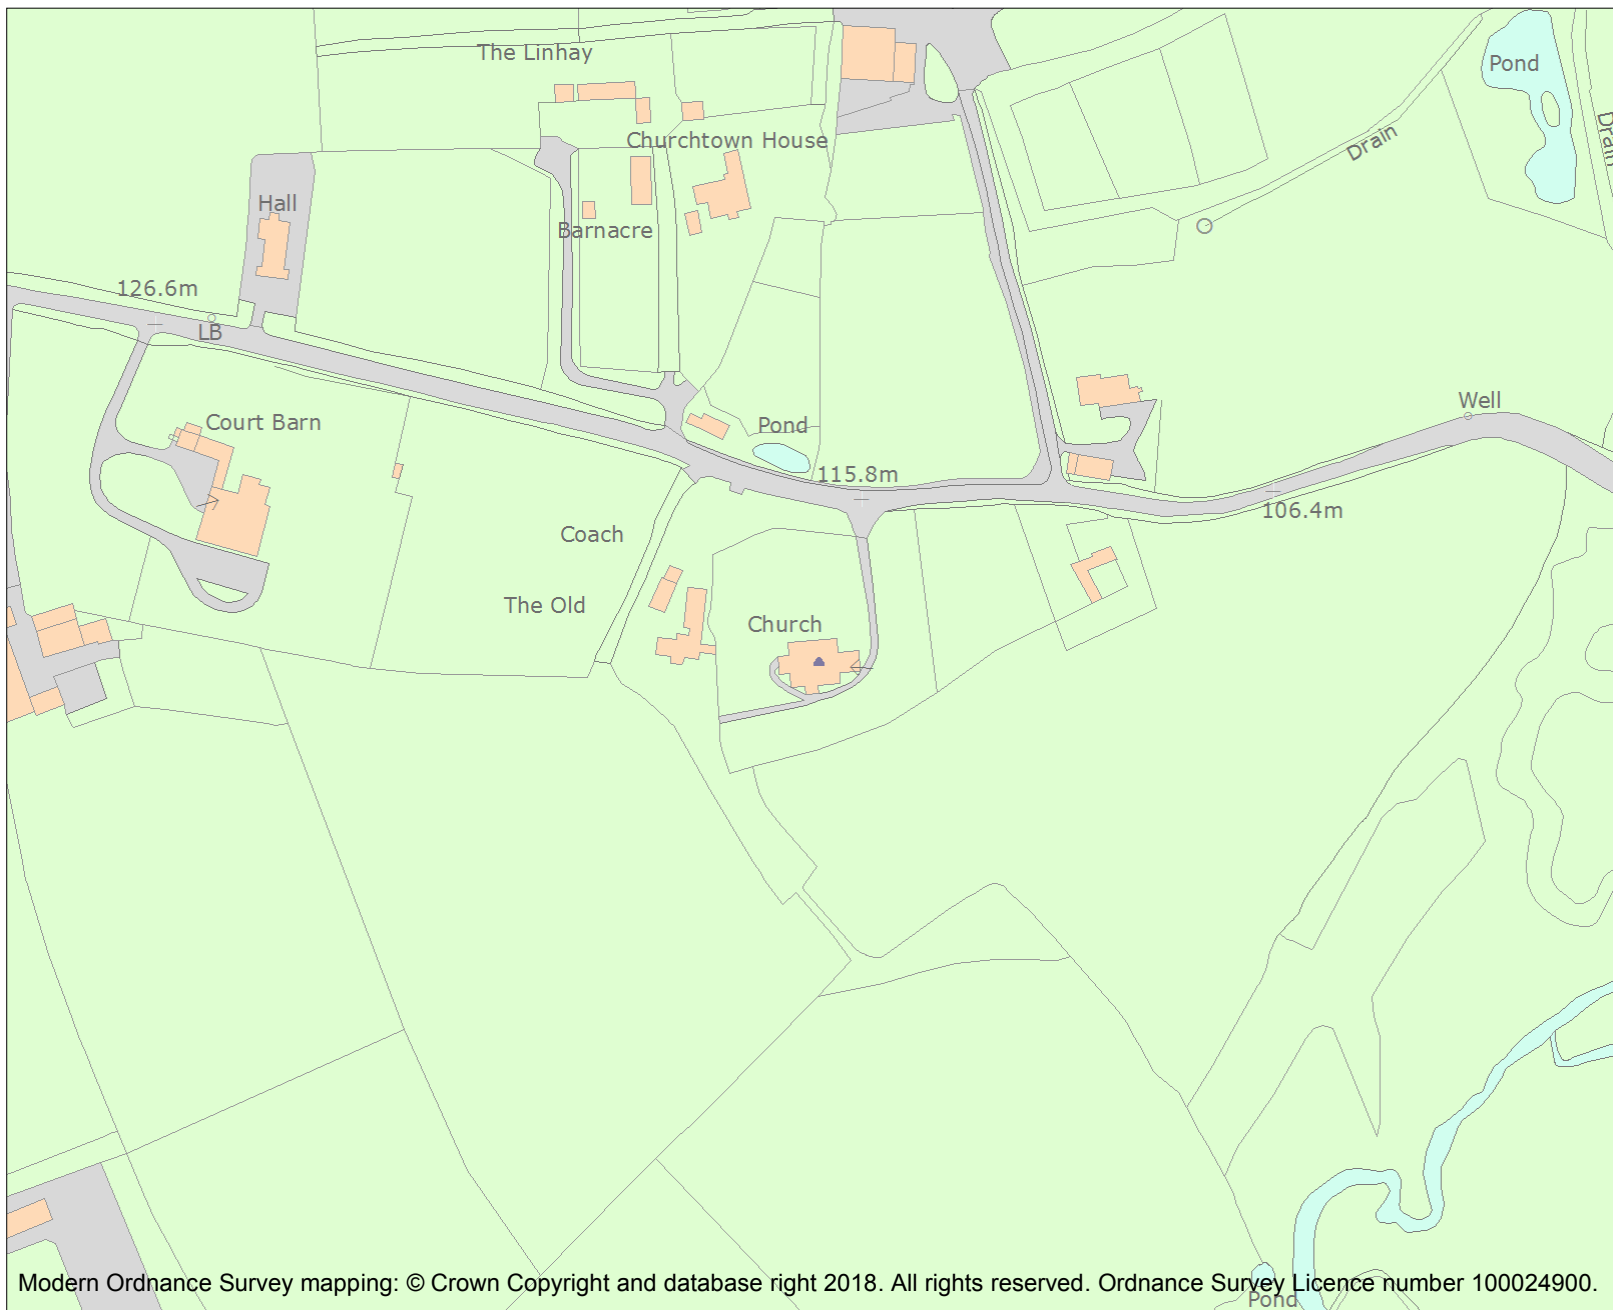 The Linhay
Pond
Drain
Drain
Churchtown House
Hall
Barnacre
126.6m
LB
Court Barn
Pond
Well
115.8m
106.4m
Coach
The Old
Church
Modern Ordnance Survey mapping: © Crown Copyright and database right 2018. All rights reserved. Ordnance Survey Licence number 100024900.
Pond